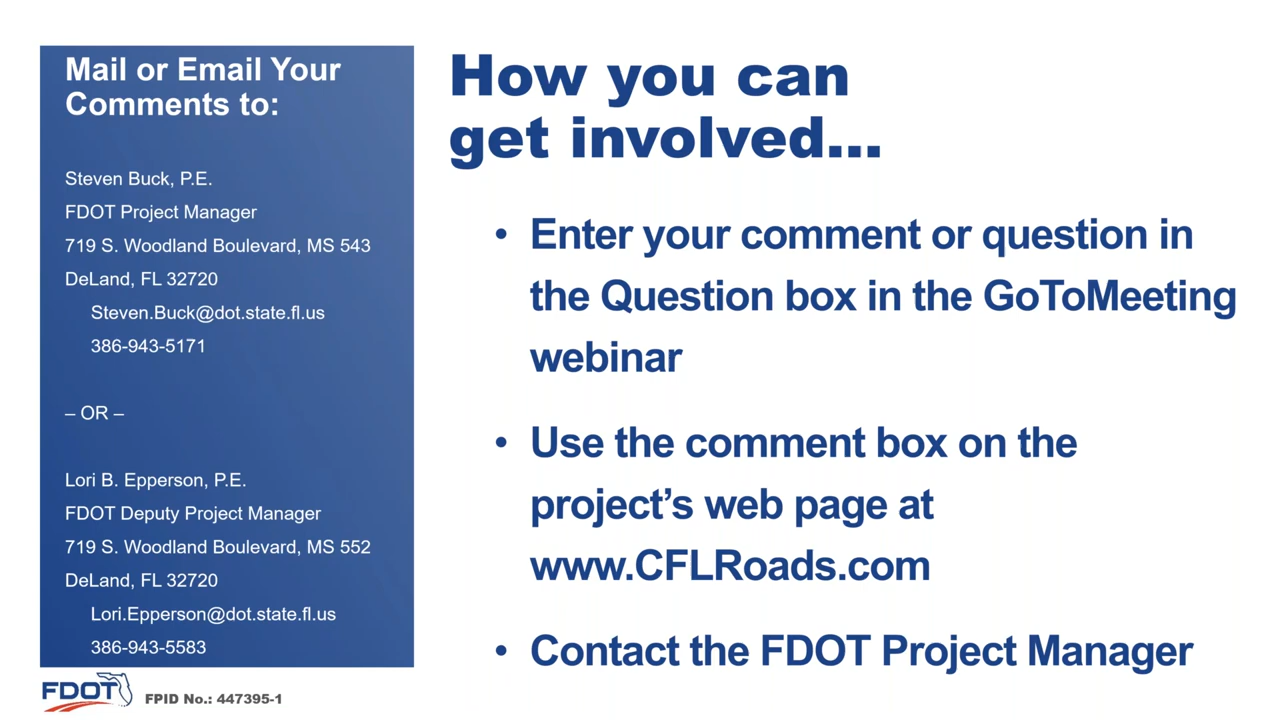 Mail or Email Your
Comments to:
Steven Buck, P.E.
FDOT Project Manager
719 S. Woodland Boulevard, MS 543
DeLand, FL 32720
Steven.Buck@dot.state.fl.us
386-943-5171
– OR –
Lori B. Epperson, P.E.
FDOT Deputy Project Manager
719 S. Woodland Boulevard, MS 552
DeLand, FL 32720
Lori.Epperson@dot.state.fl.us
386-943-5583
FDOT
FPID No.: 447395-1
How you can
get involved...
• Enter your comment or question in
the Question box in the GoToMeeting
webinar
• Use the comment box on the
project’s web page at
www.CFLRoads.com
• Contact the FDOT Project Manager